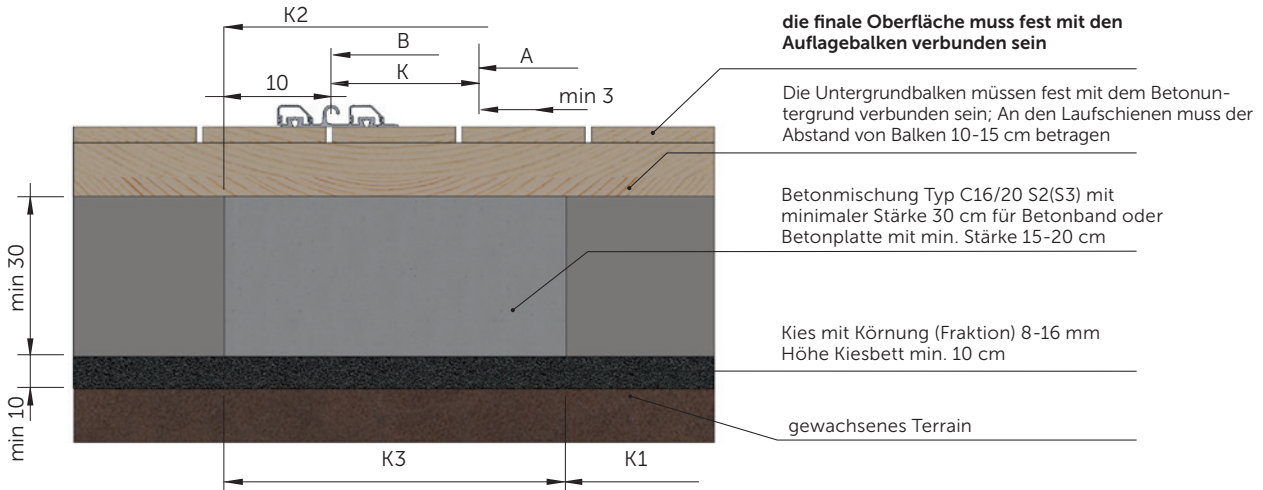 K2
B
A
K
10
min 3
min 30
min 10
K3
K1
die finale Oberfläche muss fest mit den
Auflagebalken verbunden sein
Die Untergrundbalken müssen fest mit dem Betonun-
tergrund verbunden sein; An den Laufschienen muss der
Abstand von Balken 10-15 cm betragen
Betonmischung Typ C16/20 S2(S3) mit
minimaler Stärke 30 cm für Betonband oder
Betonplatte mit min. Stärke 15-20 cm
Kies mit Körnung (Fraktion) 8-16 mm
Höhe Kiesbett min. 10 cm
gewachsenes Terrain